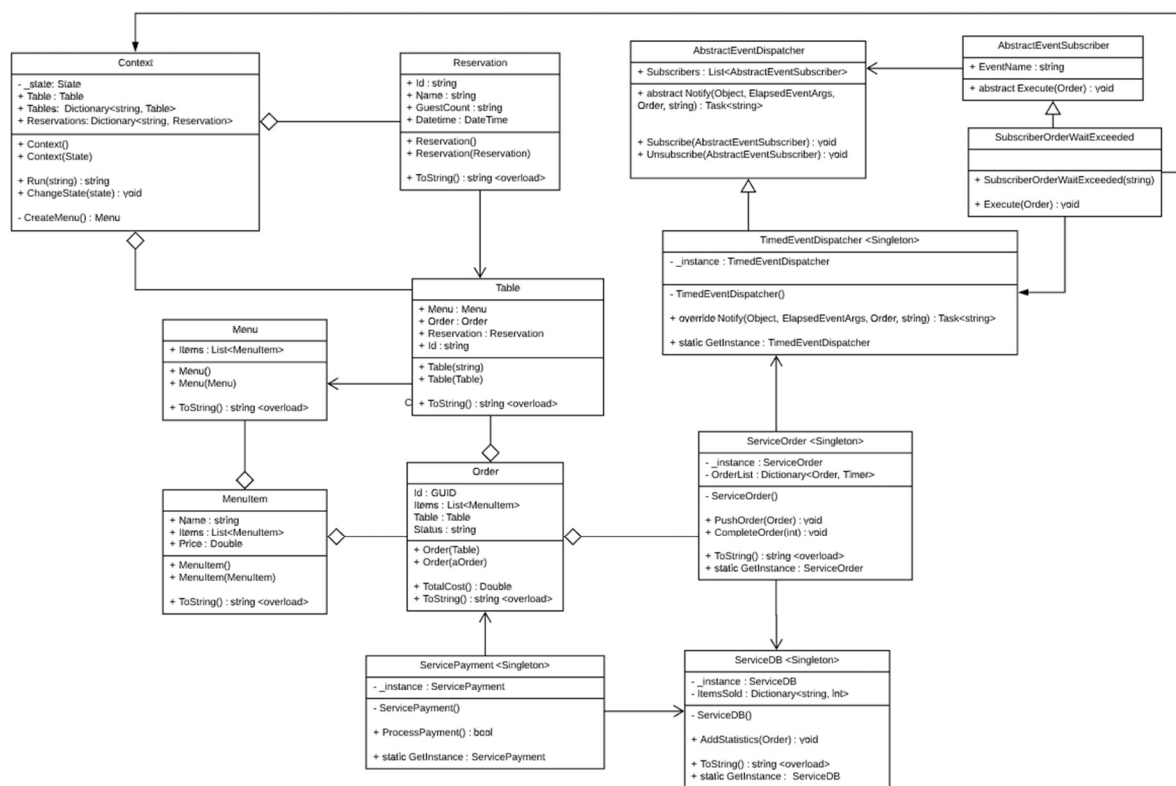 Context
- _state: State
+ Table : Table
+ Tables: Dictionary<string, Table>
+ Reservations: Dictionary<string, Reservation>
+ Context()
+ Context(State)
+ Run(string) : string
+ ChangeState(state) : void
- CreateMenu() : Menu
Reservation
+ Id : string
+ Name : string
+ GuestCount : string
+ Datetime : DateTime
+ Reservation()
+ Reservation(Reservation)
+ ToString() : string <overload>
AbstractEventDispatcher
+ Subscribers : List<AbstractEventSubscriber>
+ abstract Notify(Object, ElapsedEventArgs,
Order, string) : Task<string>
+ Subscribe(AbstractEventSubscriber) : void
+ Unsubscribe(AbstractEventSubscriber) : void
AbstractEventSubscriber
+ EventName : string
+ abstract Execute(Order) : void
SubscriberOrderWaitExceeded
+ SubscriberOrderWaitExceeded(string)
+ Execute(Order) : void
TimedEventDispatcher <Singleton>
- _instance : TimedEventDispatcher
- TimedEventDispatcher()
+ override Notify(Object, ElapsedEventArgs, Order, string) : Task<string>
+ static GetInstance : TimedEventDispatcher
Table
+ Menu : Menu
+ Order : Order
+ Reservation : Reservation
+ Id : string
+ Table(string)
+ Table(Table)
+ ToString() : string <overload>
C
Menu
+ Items : List<MenuItem>
+ Menu()
+ Menu(Menu)
+ ToString() : string <overload>
MenuItem
+ Name : string
+ Items : List<MenuItem>
+ Price : Double
+ MenuItem()
+ MenuItem(MenuItem)
+ ToString() : string <overload>
Order
Id : GUID
Items : List<MenuItem>
Table : Table
Status : string
+ Order(Table)
+ Order(aOrder)
+ TotalCost() : Double
+ ToString() : string <overload>
ServiceOrder <Singleton>
- _instance : ServiceOrder
- OrderList : Dictionary<Order, Timer>
- ServiceOrder()
+ PushOrder(Order) : void
+ CompleteOrder(int) : void
+ ToString() : string <overload>
+ static GetInstance : ServiceOrder
ServicePayment <Singleton>
- _instance : ServicePayment
- ServicePayment()
+ ProcessPayment() : bool
+ static GetInstance : ServicePayment
ServiceDB <Singleton>
- _instance : ServiceDB
- ItemsSold : Dictionary<string, Int>
- ServiceDB()
+ AddStatistics(Order) : void
+ ToString() : string <overload>
+ static GetInstance : ServiceDB